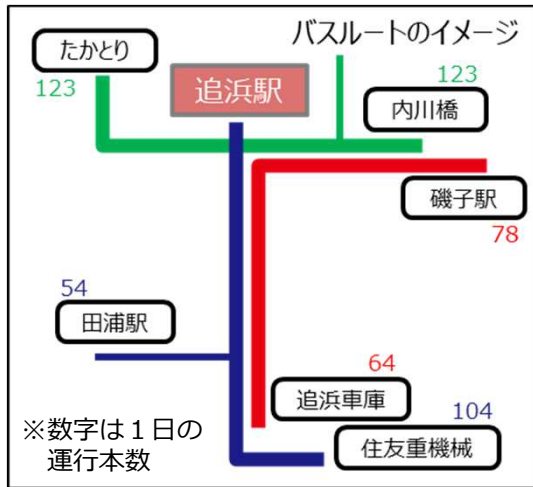 バスルートのイメージ
たかとり
123
追浜駅
123
内川橋
磯子駅
78
54
田浦駅
64
追浜車庫
104
住友重機械
※数字は1日の
運行本数